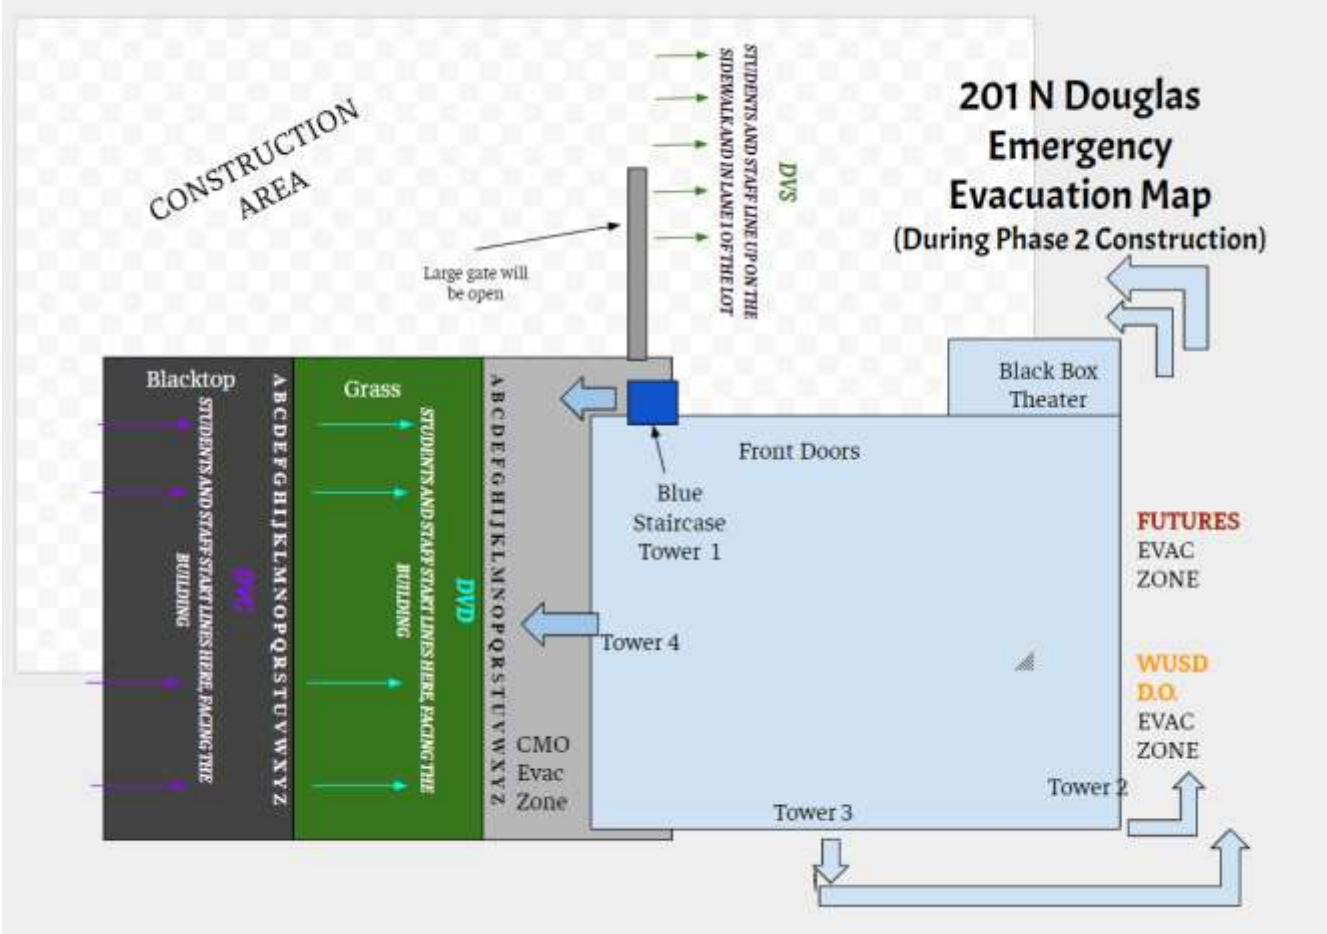 201 N Douglas
Emergency
Evacuation Map
(During Phase 2 Construction)
CONSTRUCTION
AREA
Large gate will
be open
STUDENTS AND STAFF LINE UP ON THE
SIDEWALK AND IN LANE 1 OF THE LOT
DVS
Blacktop
STUDENTS AND STAFF START LINES HERE, FACING THE
BUILDING
DVC
A B C D E F G H I J K L M N O P Q R S T U V W X Y Z
Grass
STUDENTS AND STAFF START LINES HERE, FACING THE
BUILDING
DVD
A B C D E F G H I J K L M N O P Q R S T U V W X Y Z
CMO
Evac
Zone
Blue
Staircase
Tower 1
Front Doors
Black Box
Theater
Tower 4
Tower 3
Tower 2
FUTURES
EVAC
ZONE
WUSD
D.O.
EVAC
ZONE